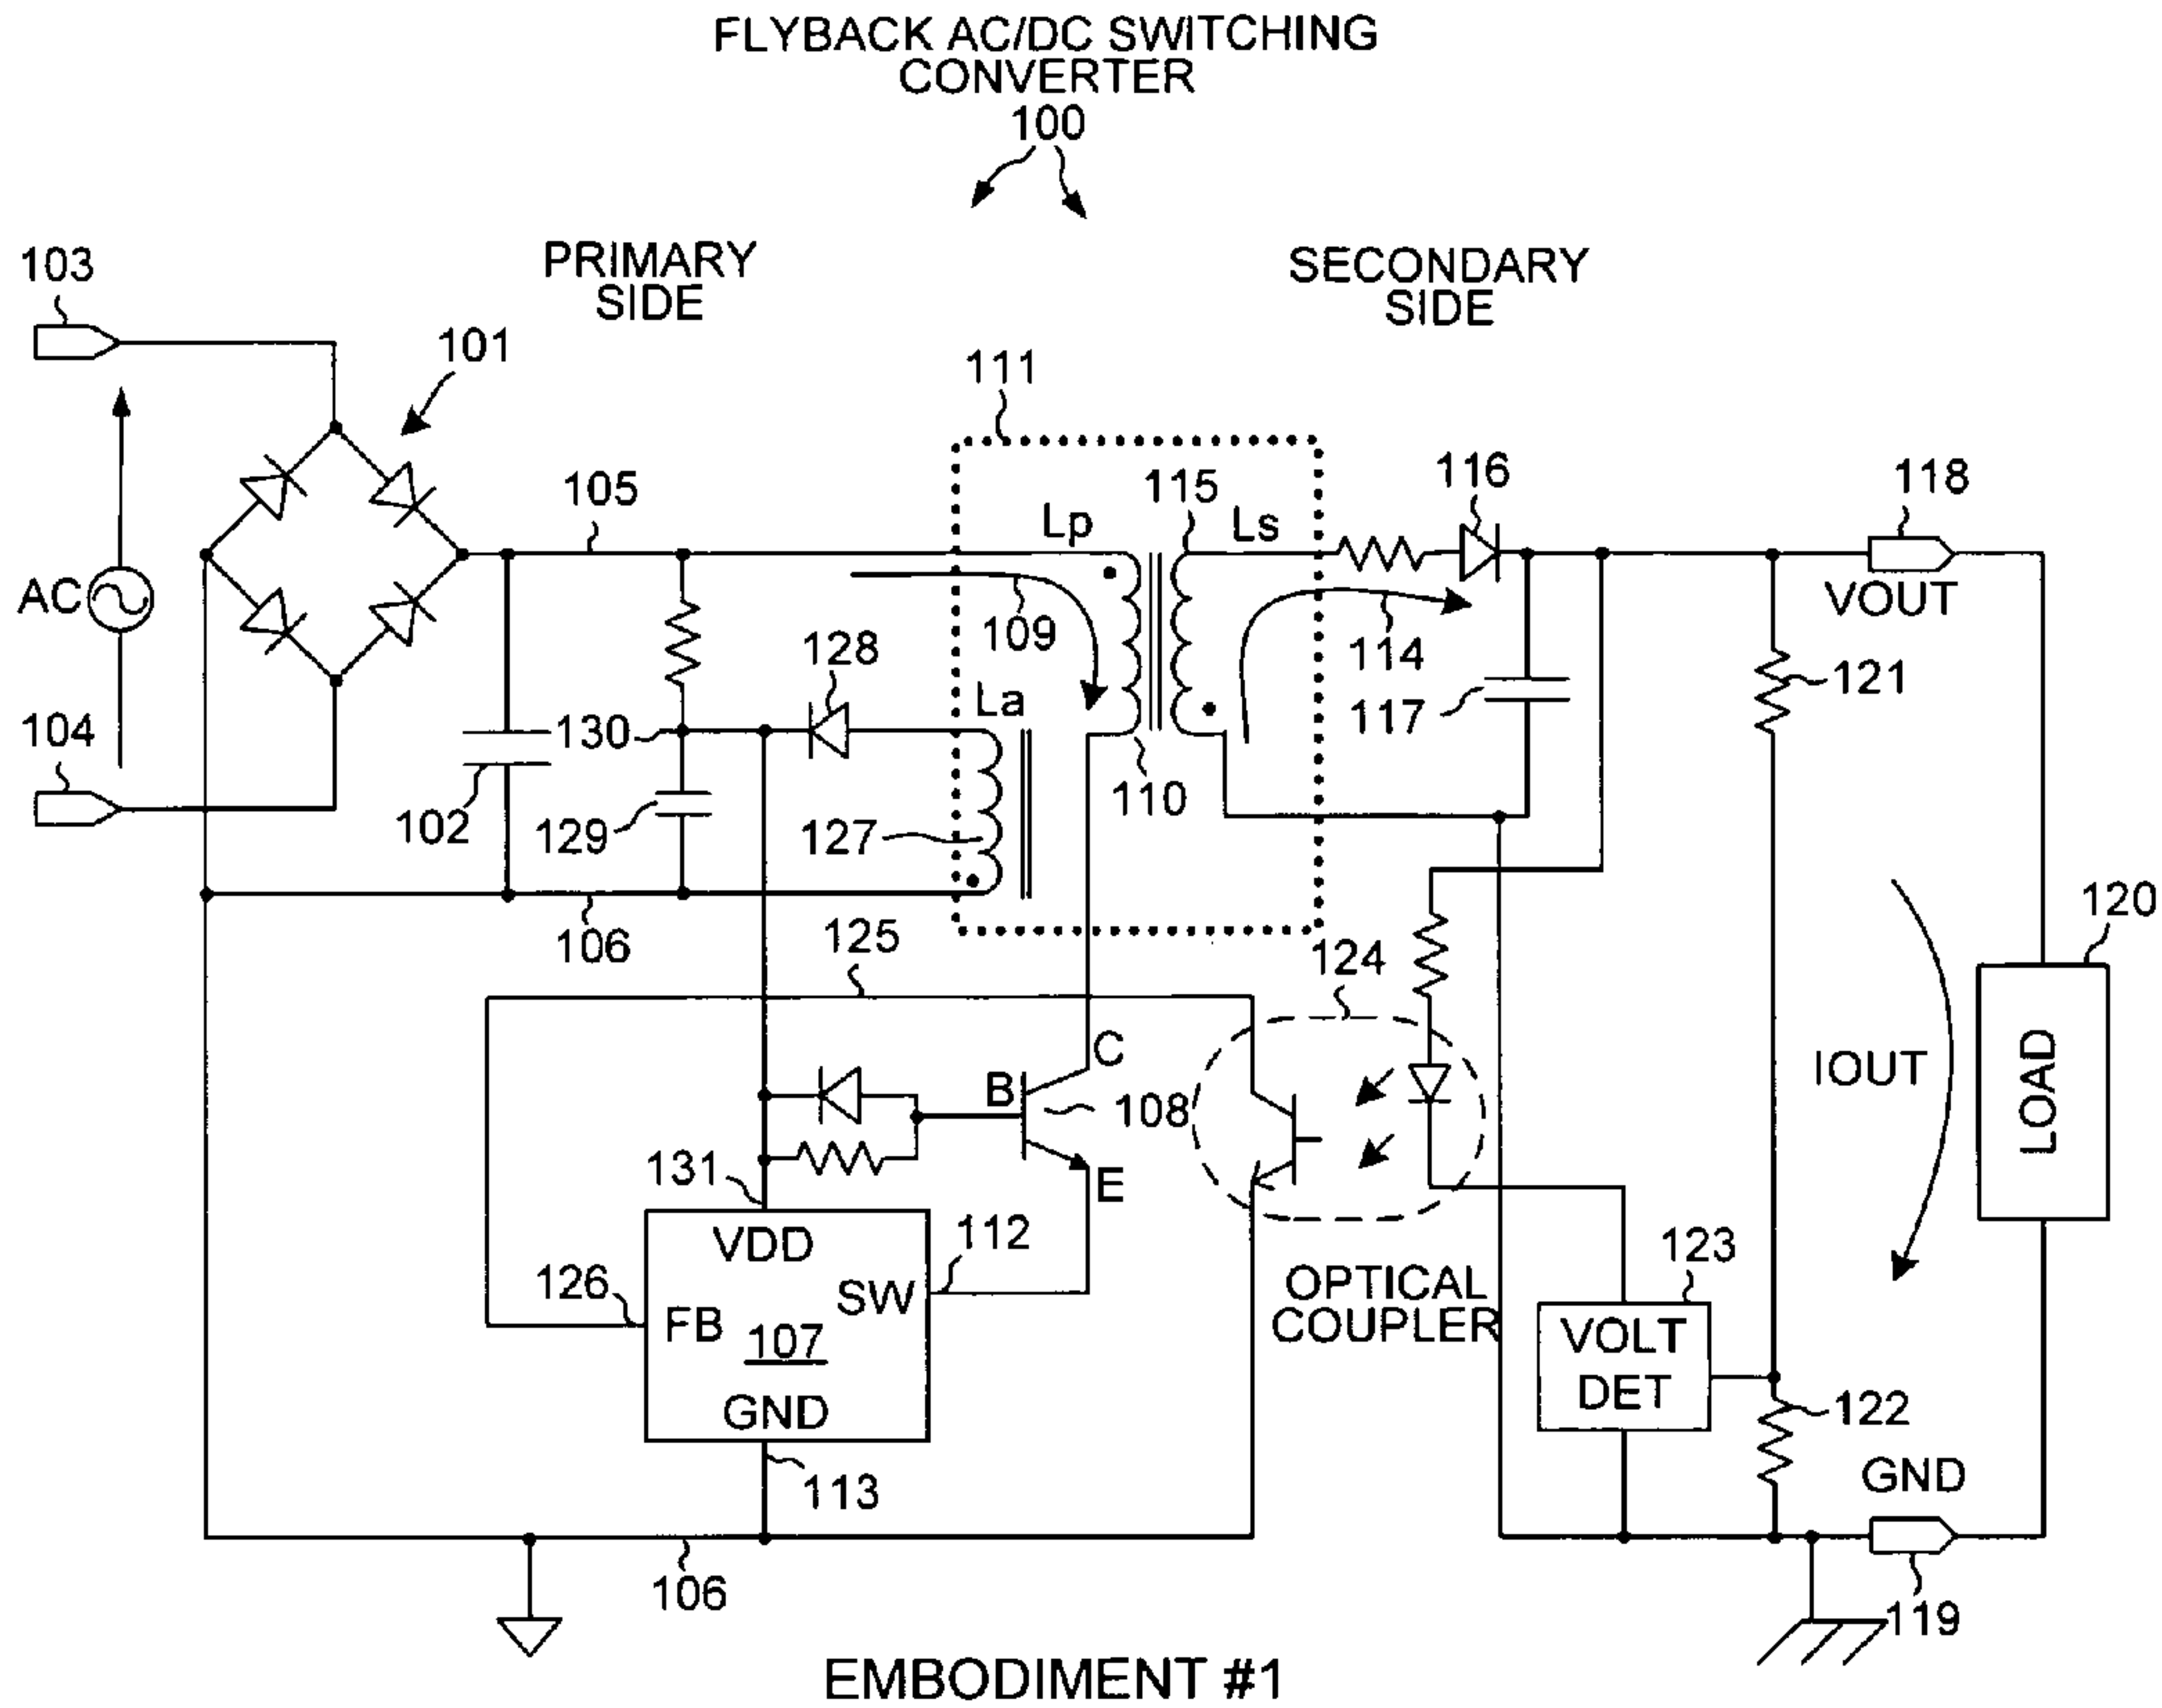 FLYBACK AC/DC SWITCHING
CONVERTER
100
PRIMARY
SIDE
SECONDARY
SIDE
103
101
111
105
Lp
115
Ls
116
118
AC
VOUT
109
128
114
121
La
117
104
130
110
102
129
127
106
125
124
120
C
B
108
IOUT
LOAD
131
E
VDD
112
123
126
SW
OPTICAL
COUPLER
FB
107
VOLT
DET
GND
122
GND
113
106
119
EMBODIMENT #1